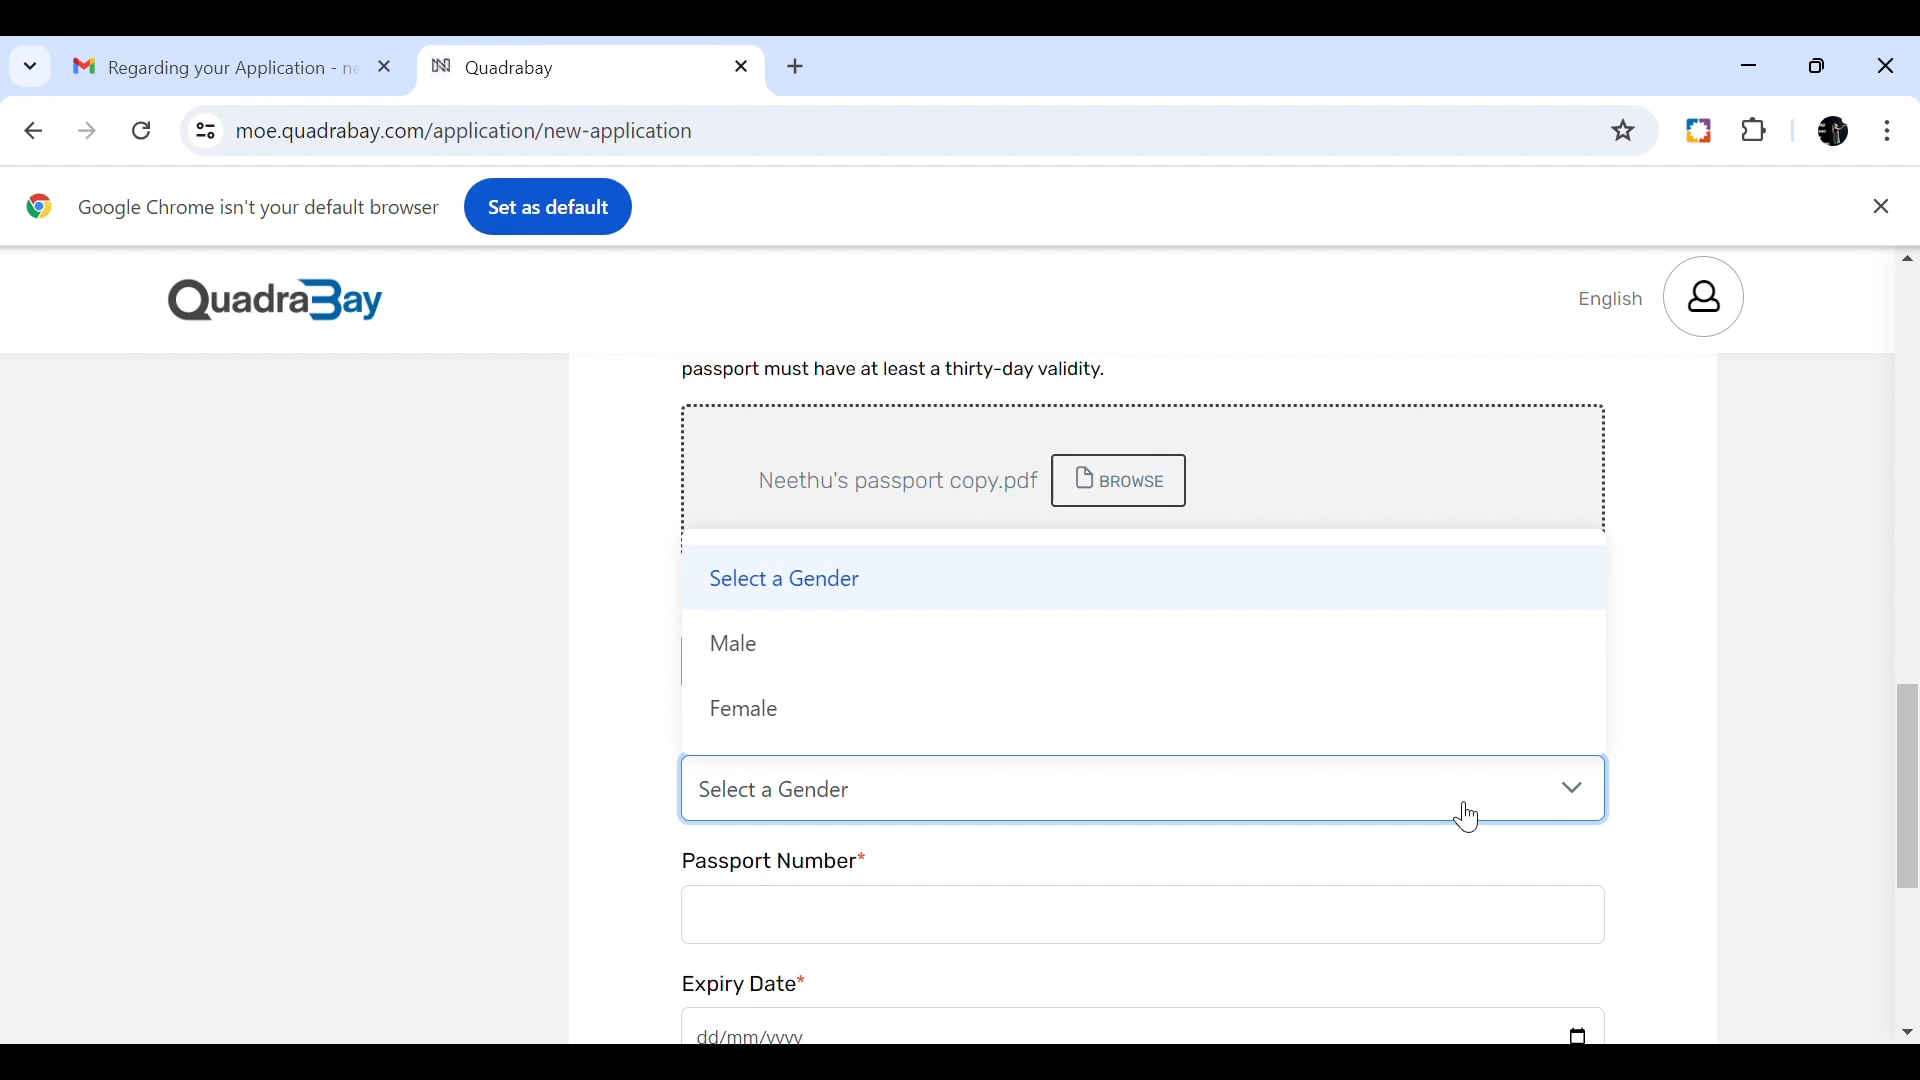 Regarding your Application - ne
Quadrabay
moe.quadrabay.com/application/new-application
Google Chrome isn't your default browser
Set as default
QuadraBay
English
passport must have at least a thirty-day validity.
Neethu's passport copy.pdf
BROWSE
Select a Gender
Male
Female
Select a Gender
Passport Number*
Expiry Date*
dd/mm/yyyy